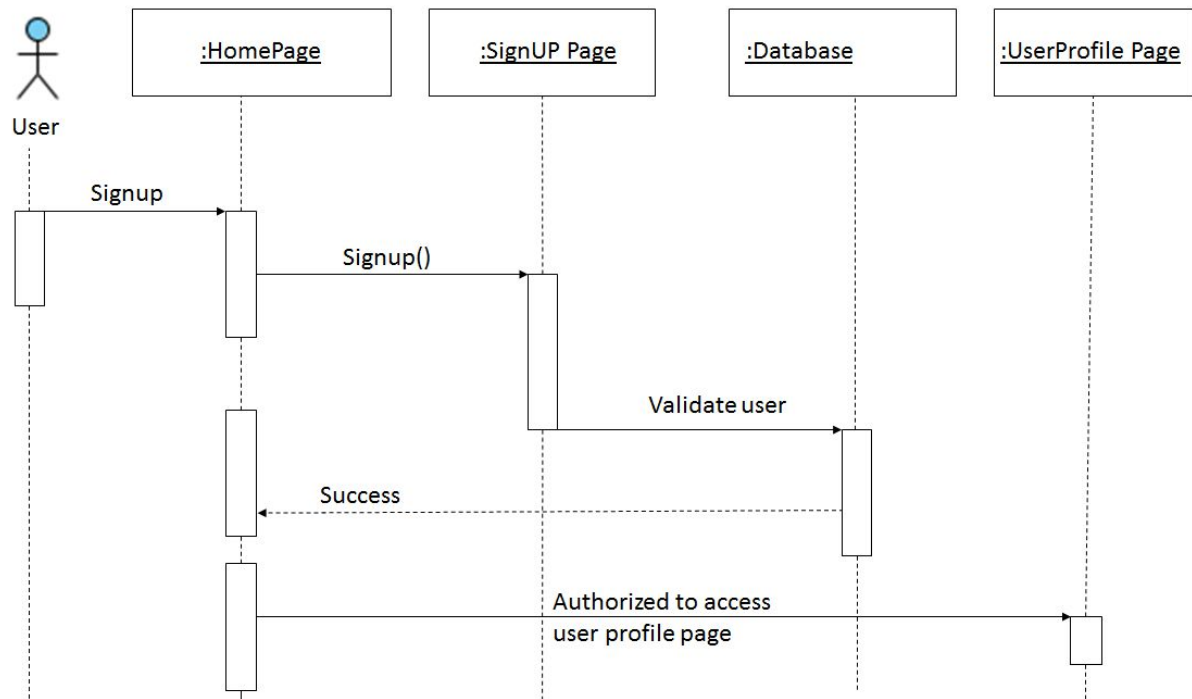 :HomePage
:SignUP Page
:Database
:UserProfile Page
User
Signup
Signup()
Validate user
Success
Authorized to access
user profile page